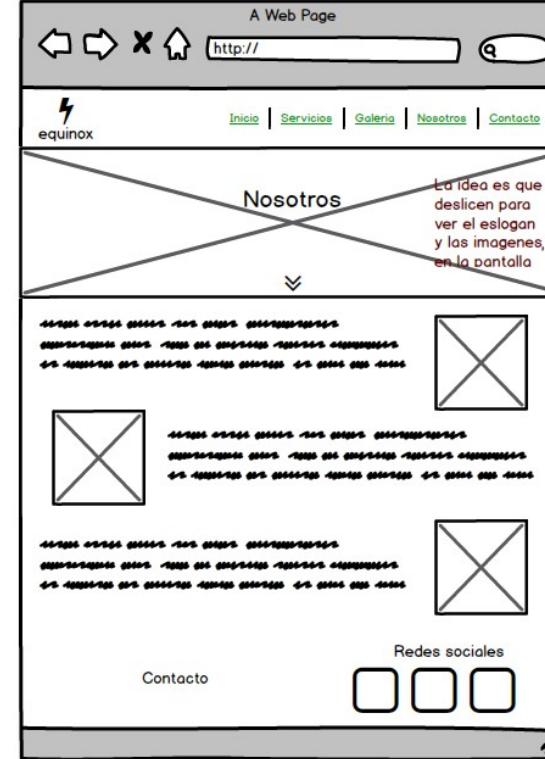 A Web Page
http://
equinox
Inicio Servicios Galeria Nosotros Contacto
Nosotros
La idea es que
deslicen para
ver el eslogan
y las imagenes,
en la pantalla
Redes sociales
Contacto